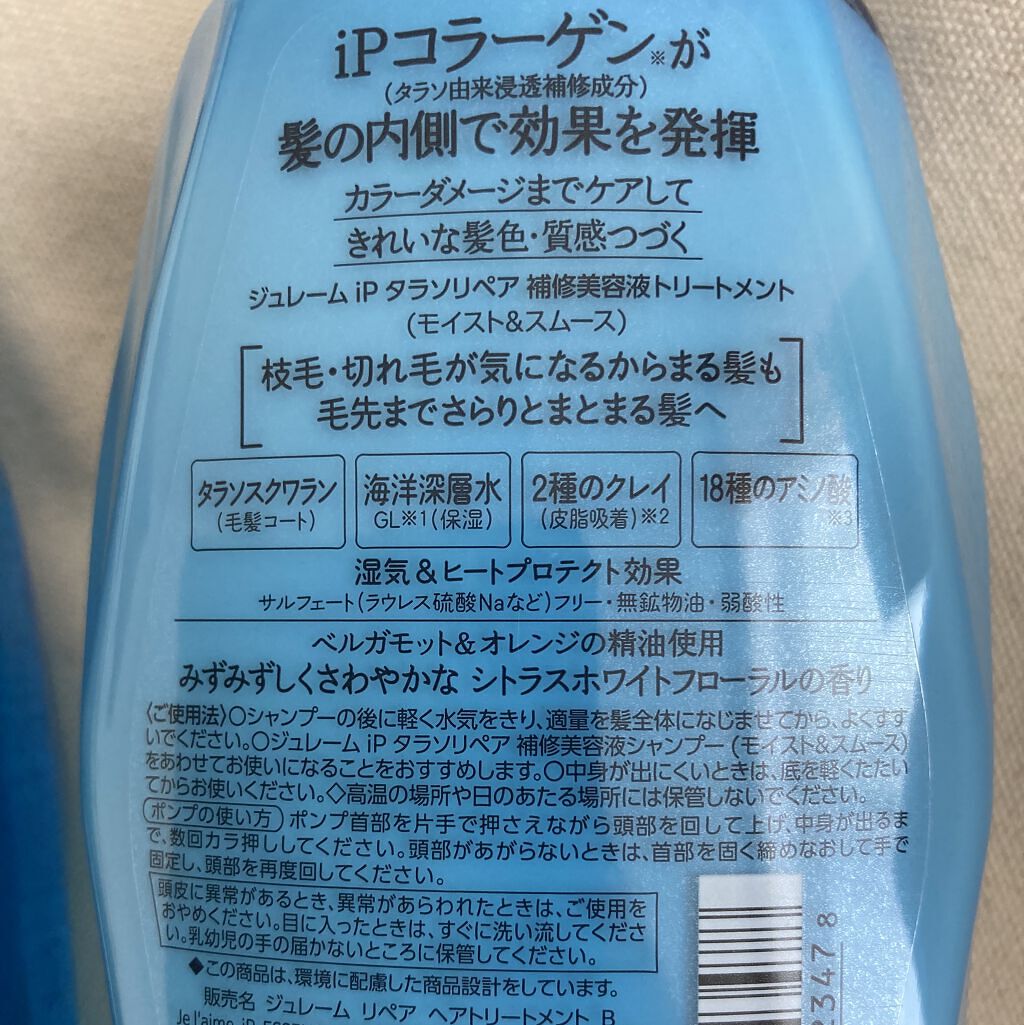 iPコラーゲン※が
(タラソ由来浸透補修成分)
髪の内側で効果を発揮
カラーダメージまでケアして
きれいな髪色・質感つづく
ジュレーム iP タラソリペア 補修美容液トリートメント
(モイスト&スムース)
枝毛・切れ毛が気になるからまる髪も
毛先までさらりとまとまる髪へ
タラソスクワラン
(毛髪コート)
海洋深層水
GL※1(保湿)
2種のクレイ
(皮脂吸着)※2
18種のアミノ酸
※3
湿気&ヒートプロテクト効果
サルフェート(ラウレス硫酸Naなど)フリー・無鉱物油・弱酸性
ベルガモット&オレンジの精油使用
みずみずしくさわやかな シトラスホワイトフローラルの香り
〈ご使用法〉○シャンプーの後に軽く水気をきり、適量を髪全体になじませてから、よくすす
いでください。○ジュレーム iP タラソリペア 補修美容液シャンプー (モイスト&スムース)
をあわせてお使いになることをおすすめします。○中身が出にくいときは、底を軽くたたい
てからお使いください。◇高温の場所や日のあたる場所には保管しないでください。
ポンプの使い方 ポンプ首部を片手で押さえながら頭部を回して上げ、中身が出るま
で、数回カラ押ししてください。頭部があがらないときは、首部を固く締めなおして手で
固定し、頭部を再度回してください。
頭皮に異常があるとき、異常があらわれたときは、ご使用を
おやめください。目に入ったときは、すぐに洗い流してくださ
い。乳幼児の手の届かないところに保管してください。
◆この商品は、環境に配慮した商品設計をしています。
販売名 ジュレーム リペア ヘアトリートメント B
Je l'aime iP
23478